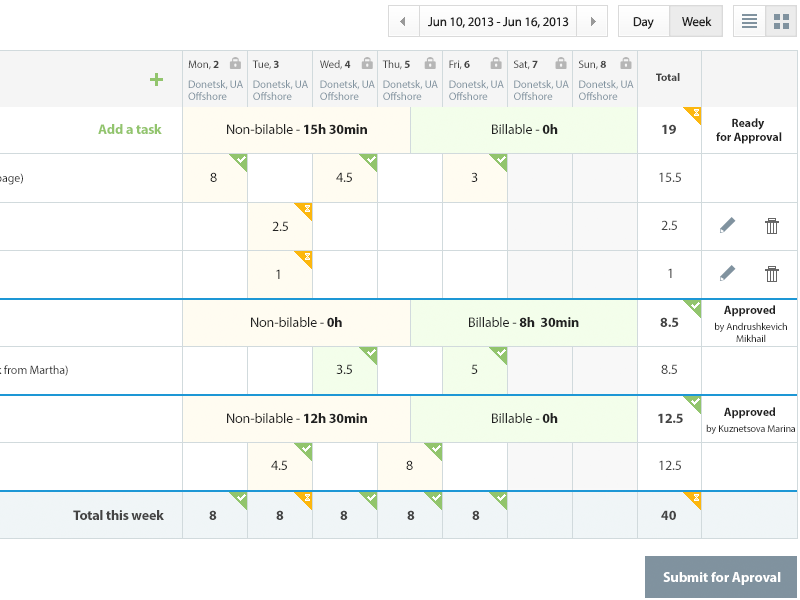 Jun 10, 2013 - Jun 16, 2013 Day Week
Mon, 2 Tue, 3 Wed, 4 Thu, 5 Fri, 6 Sat, 7 Sun, 8
Total
Donetsk, UA Donetsk, UA Donetsk, UA Donetsk, UA Donetsk, UA Donetsk, UA Donetsk, UA
Offshore Offshore Offshore Offshore Offshore Offshore Offshore
Add a task Non-bilable - 15h 30min Billable - 0h 19 Ready
for Approval
page) 8 4.5 3 15.5
2.5 2.5
1 1
Non-bilable - 0h Billable - 8h 30min 8.5 Approved
by Andrushkevich
Mikhail
from Martha) 3.5 5 8.5
Non-bilable - 12h 30min Billable - 0h 12.5 Approved
by Kuznetsova Marina
4.5 8 12.5
Total this week 8 8 8 8 8 40
Submit for Aproval